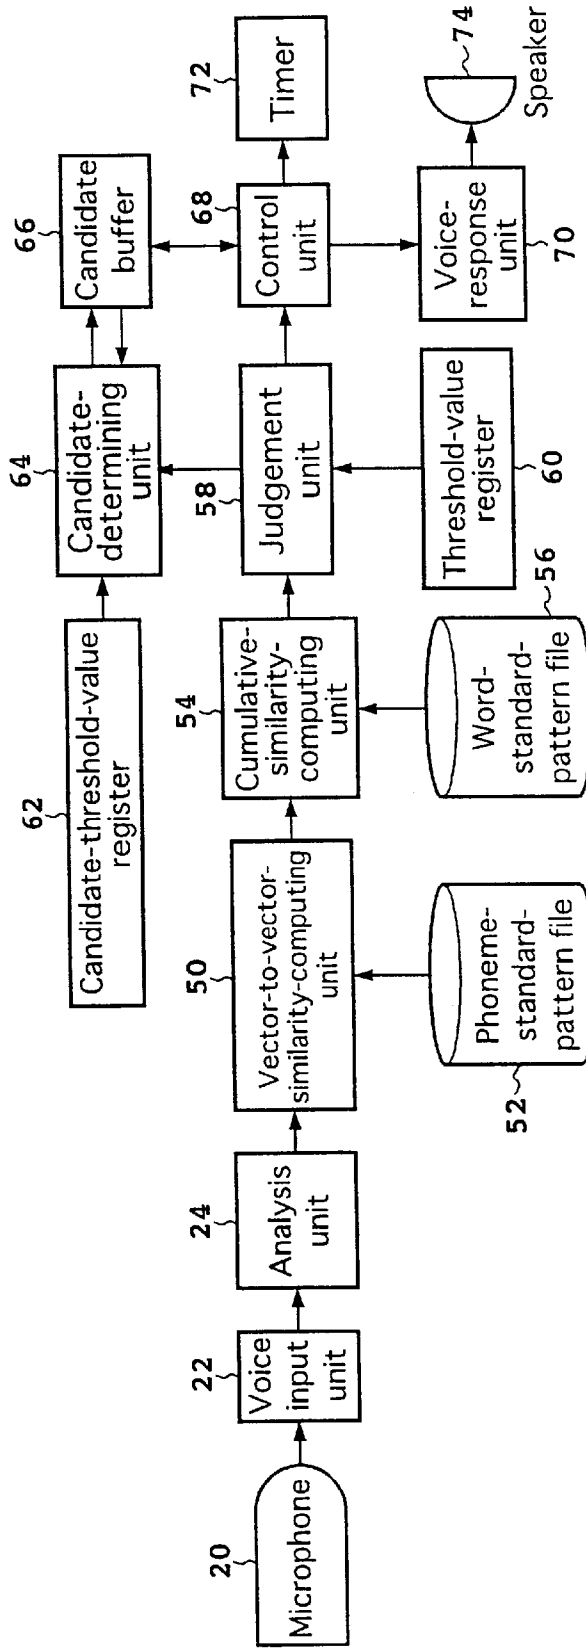 20
Microphone
22
Voice
input
unit
24
Analysis
unit
50
Vector-to-vector-
similarity-computing
unit
52
Phoneme-
standard-
pattern file
54
Cumulative-
similarity-
computing
unit
Word-
standard-
pattern file
56
58
Judgement
unit
Threshold-value
register
60
62
Candidate-threshold-value
register
64
Candidate-
determining
unit
66
Candidate
buffer
68
Control
unit
Voice-
response
unit
70
72
Timer
74
Speaker